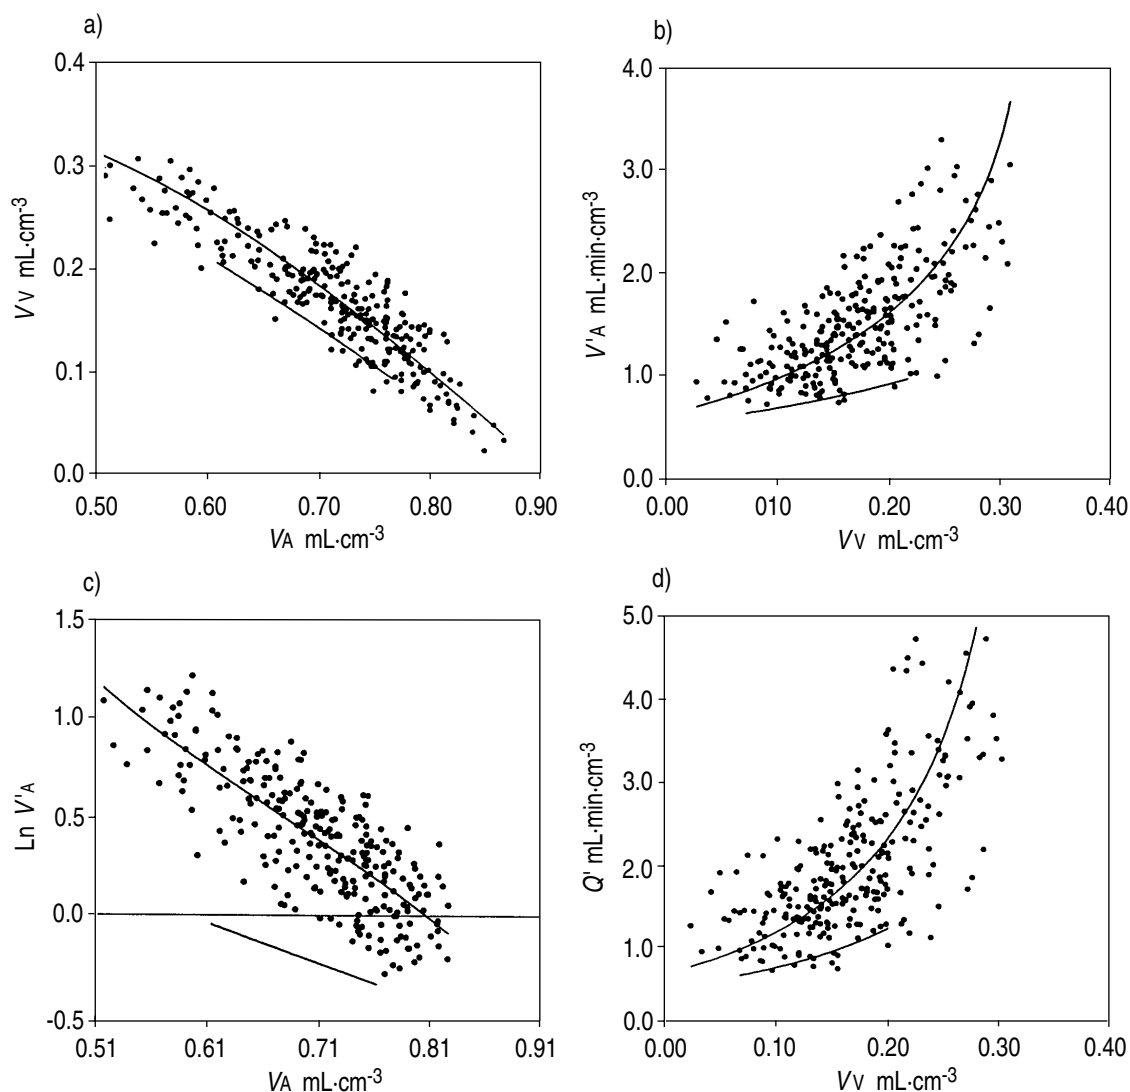 a)
0.4
0.3
0.2
0.1
0.0
0.50 0.60 0.70 0.80 0.90
VV mL·cm-3
VA mL·cm-3
b)
4.0
3.0
2.0
1.0
0.0
0.00 010 0.20 0.30 0.40
V'A mL·min·cm-3
VV mL·cm-3
c)
1.5
1.0
0.5
0.0
-0.5
0.51 0.61 0.71 0.81 0.91
Ln V'A
VA mL·cm-3
d)
5.0
4.0
3.0
2.0
1.0
0.0
0.00 0.10 0.20 0.30 0.40
Q' mL·min·cm-3
VV mL·cm-3